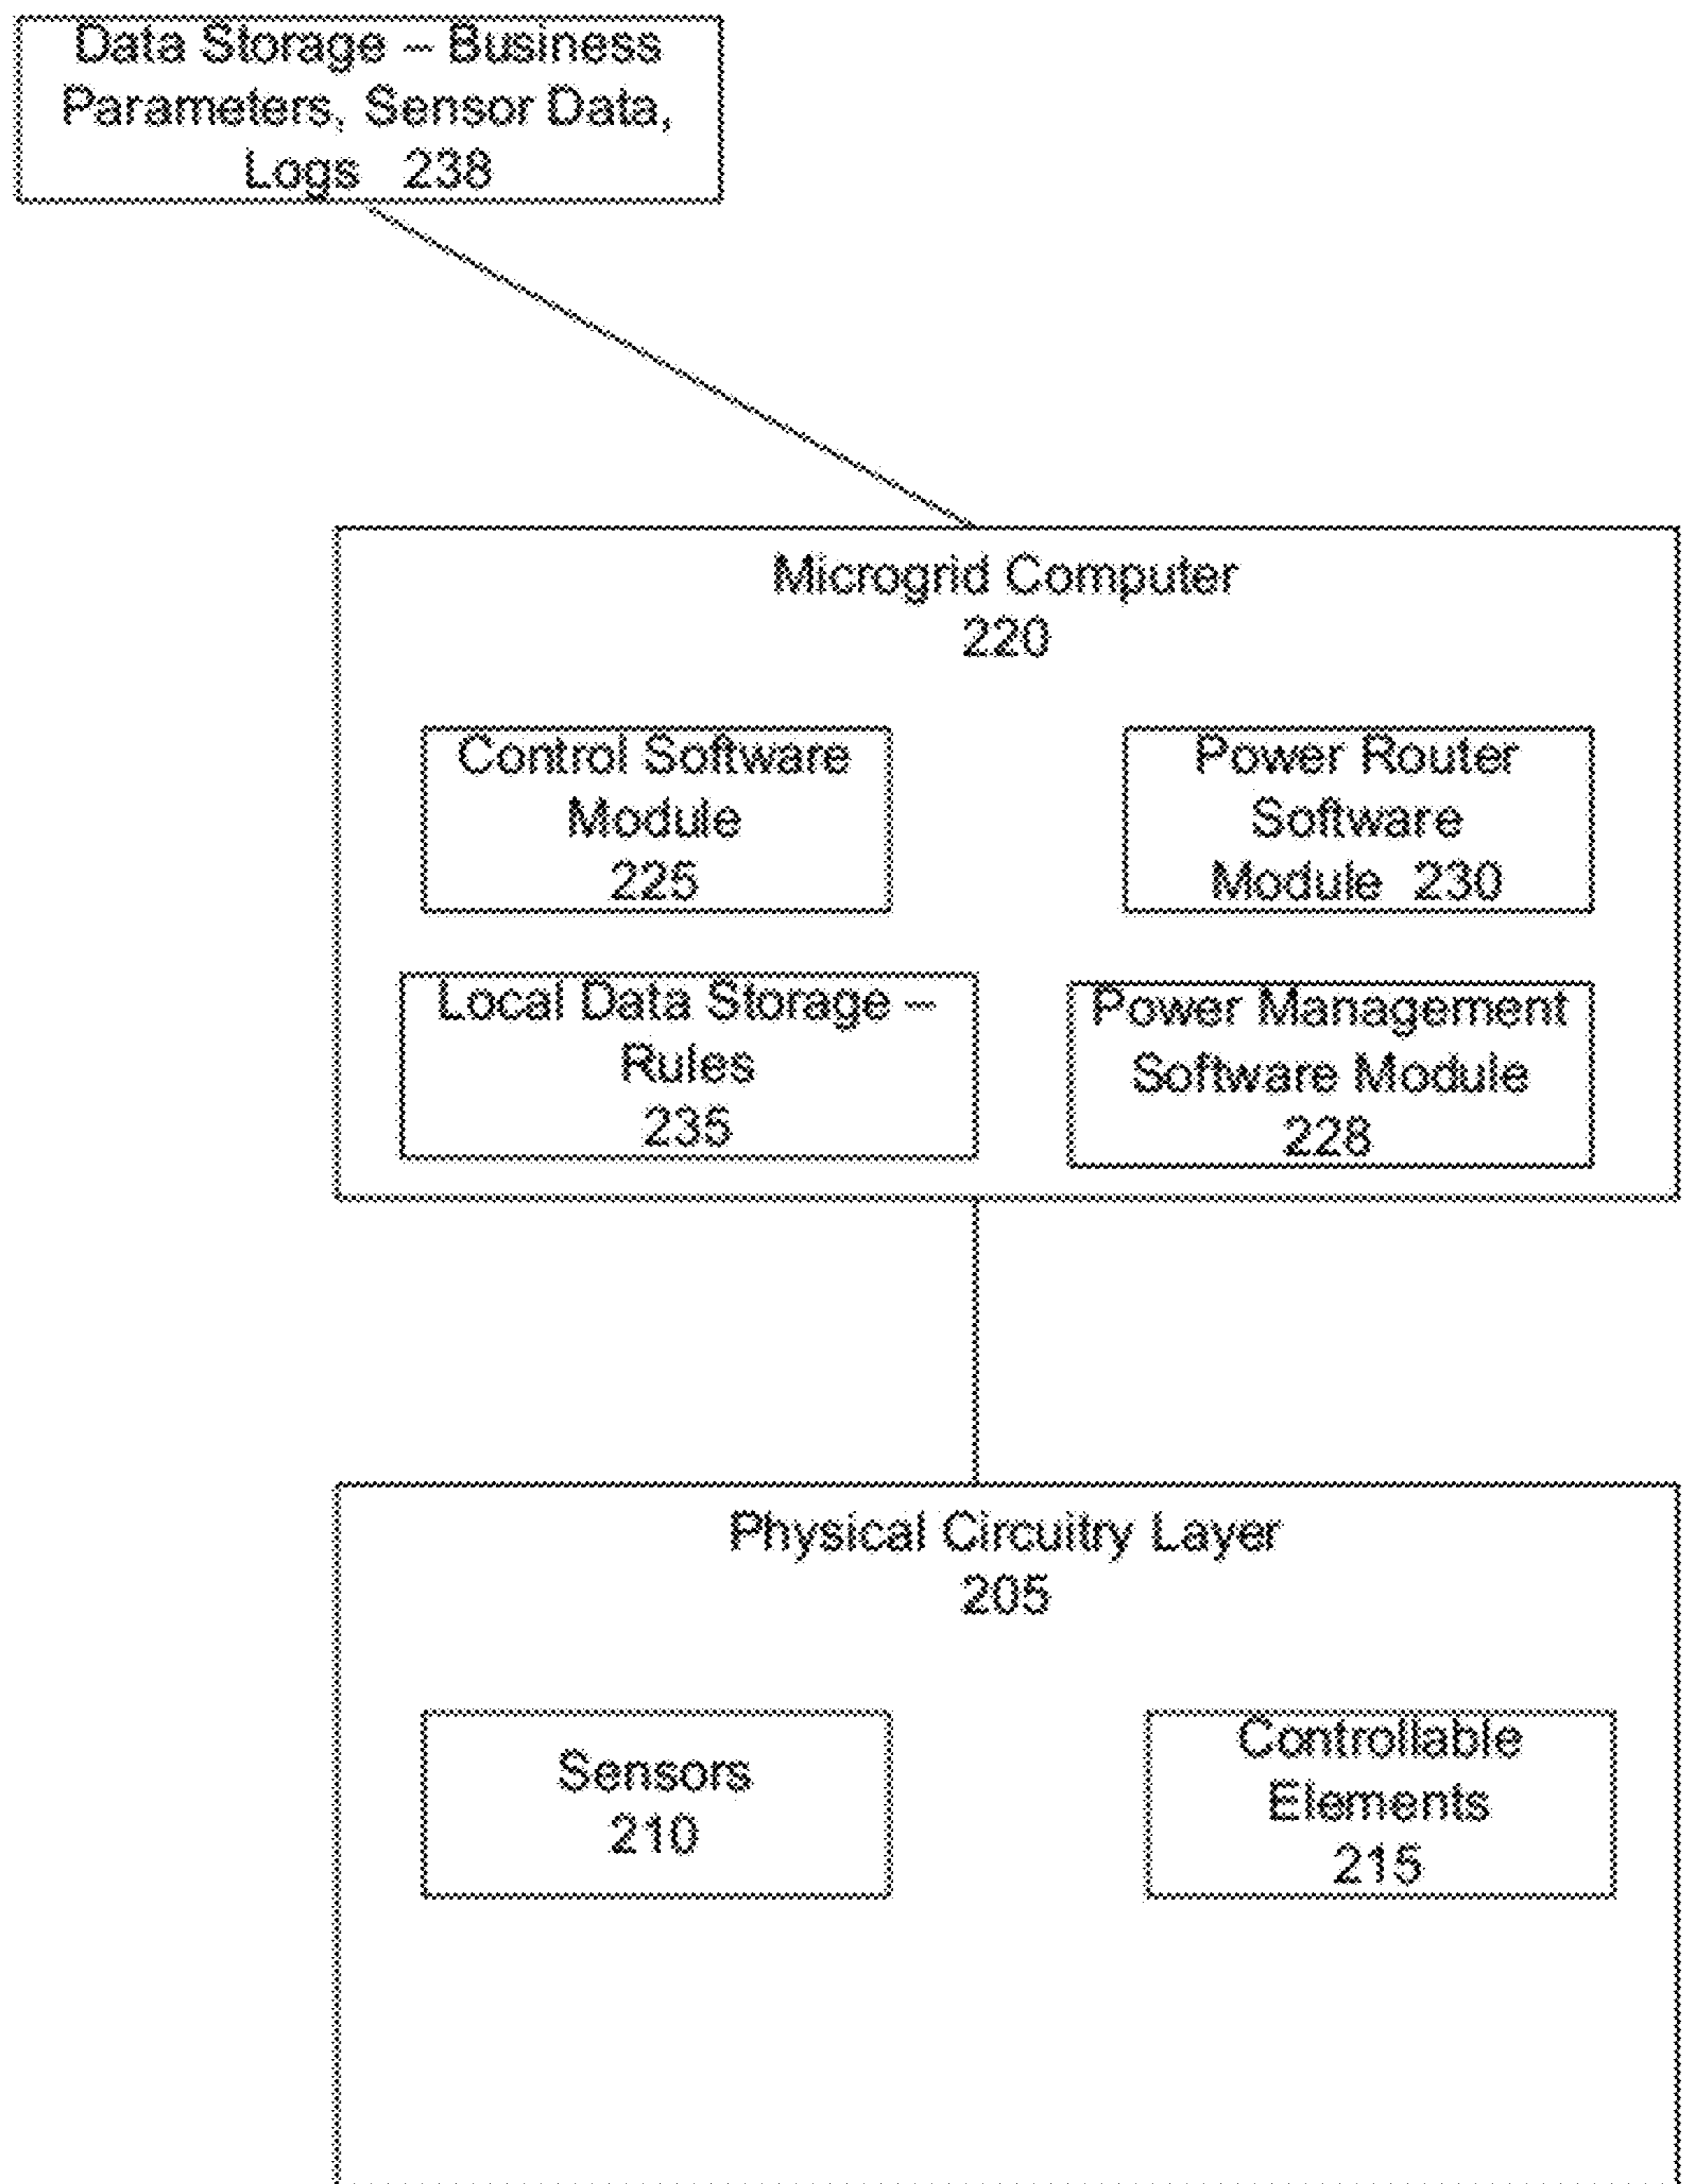 Data Storage – Business
Parameters, Sensor Data,
Logs 238
Microgrid Computer
220
Control Software
Module
225
Power Router
Software
Module 230
Local Data Storage –
Rules
235
Power Management
Software Module
228
Physical Circuitry Layer
205
Sensors
210
Controllable
Elements
215